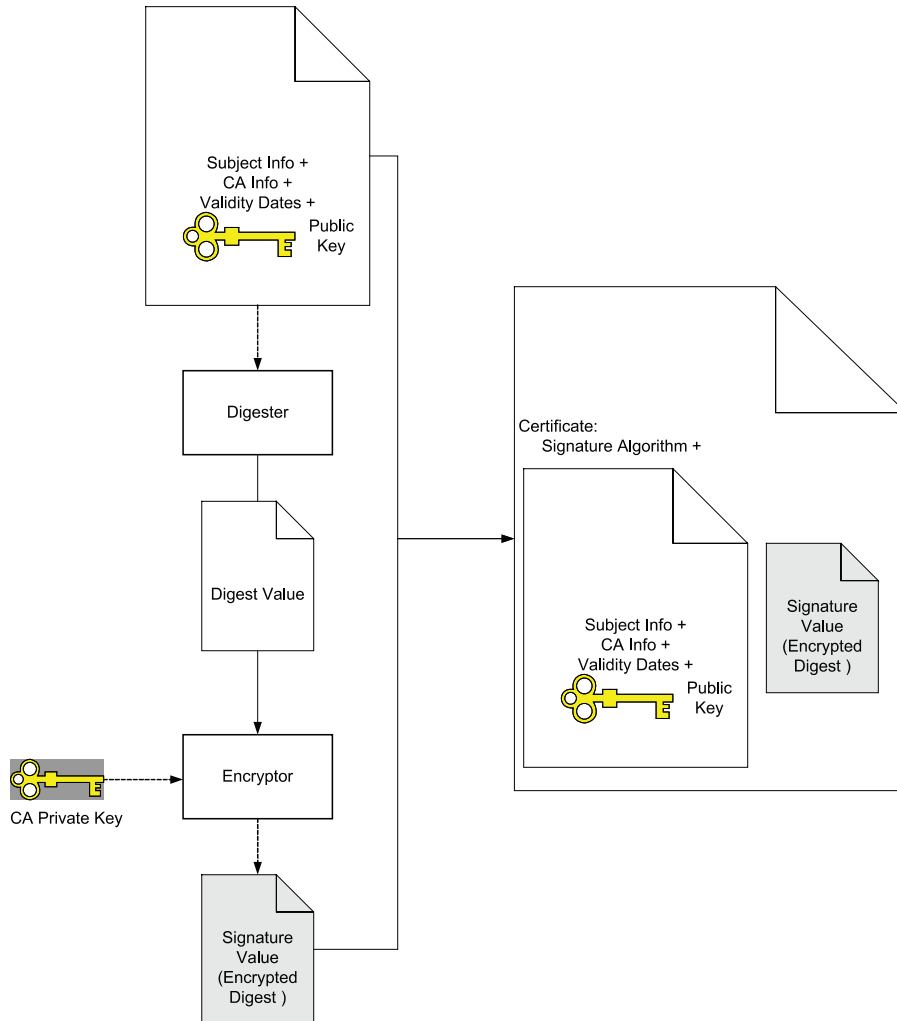 Subject Info +
CA Info +
Validity Dates +
Public
Key
Digester
Digest Value
Encryptor
CA Private Key
Signature
Value
(Encrypted
Digest )
Certificate:
Signature Algorithm +
Subject Info +
CA Info +
Validity Dates +
Public
Key
Signature
Value
(Encrypted
Digest )